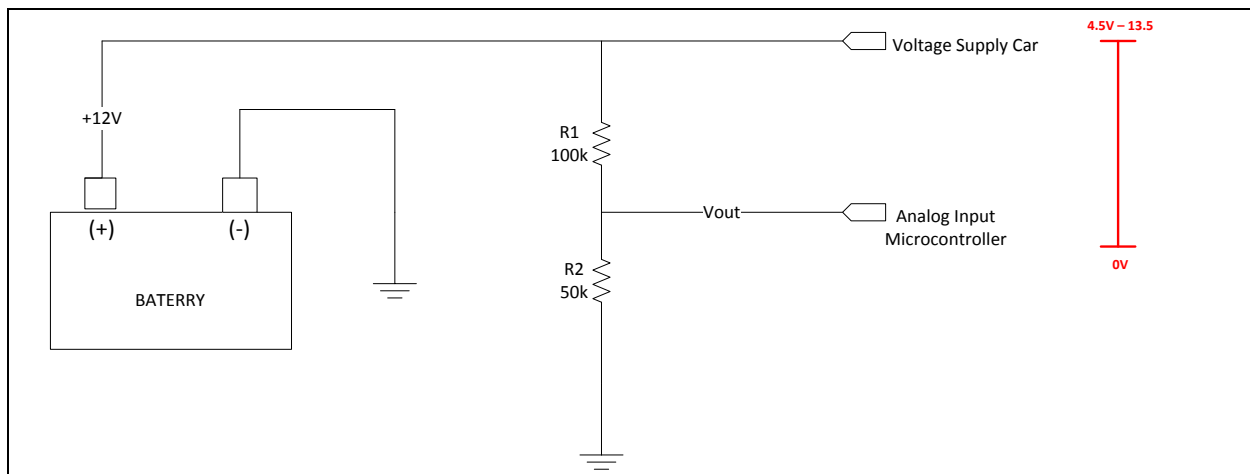 4.5V – 13.5
Voltage Supply Car
+12V
R1
100k
Vout
Analog Input
Microcontroller
(+)
(-)
R2
50k
0V
BATERRY